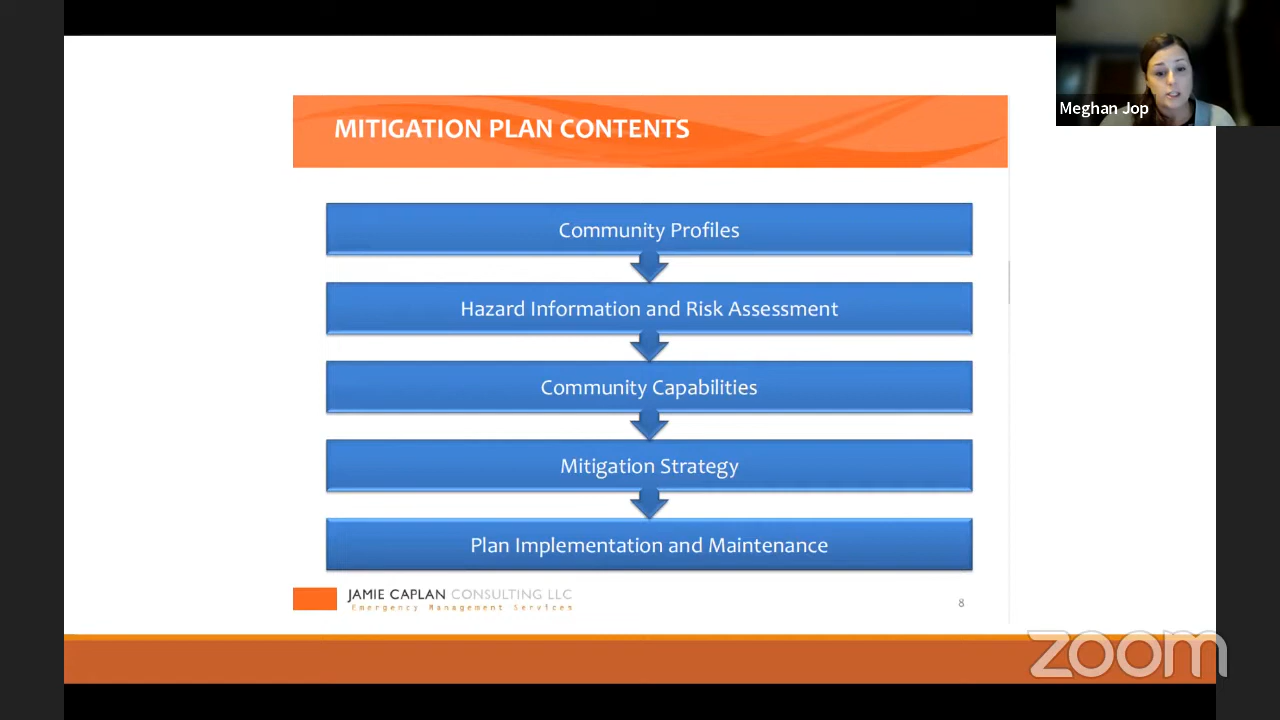 Meghan Jop
MITIGATION PLAN CONTENTS
Community Profiles
Hazard Information and Risk Assessment
Community Capabilities
Mitigation Strategy
Plan Implementation and Maintenance
JAMIE CAPLAN CONSULTING LLC
Emergency Management Services
8
zoom